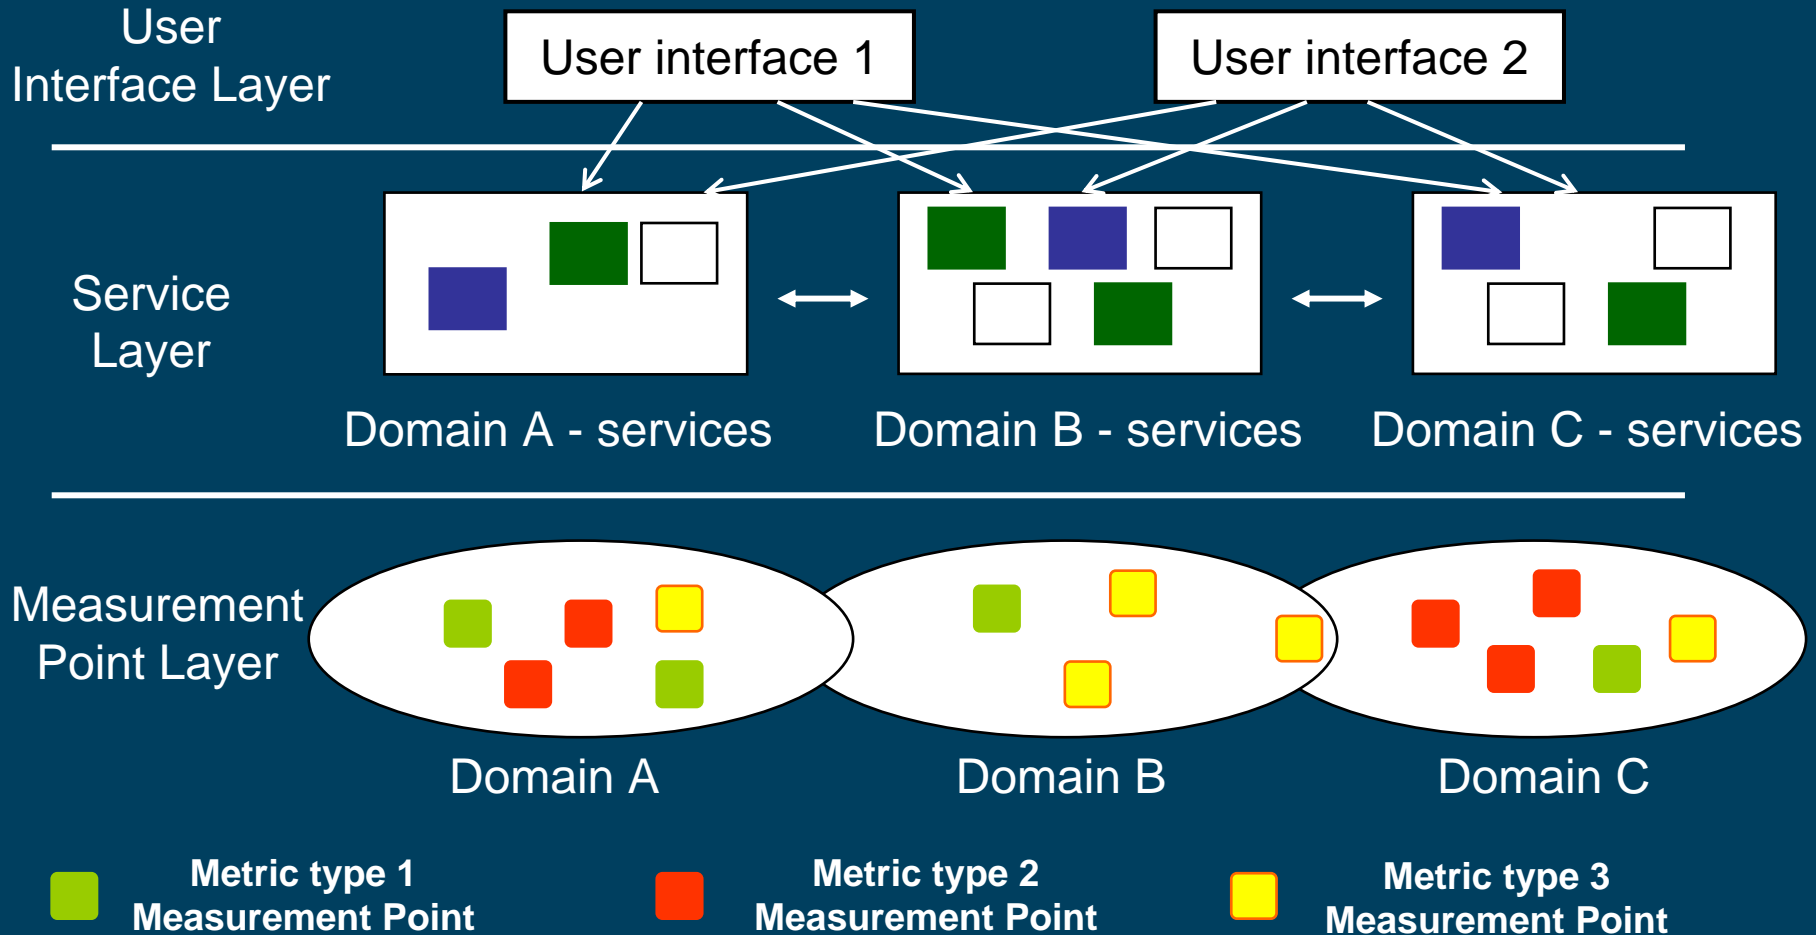 User
Interface Layer
User interface 1
User interface 2
Service
Layer
Domain A - services
Domain B - services
Domain C - services
Measurement
Point Layer
Domain A
Domain B
Domain C
Metric type 1
Measurement Point
Metric type 2
Measurement Point
Metric type 3
Measurement Point